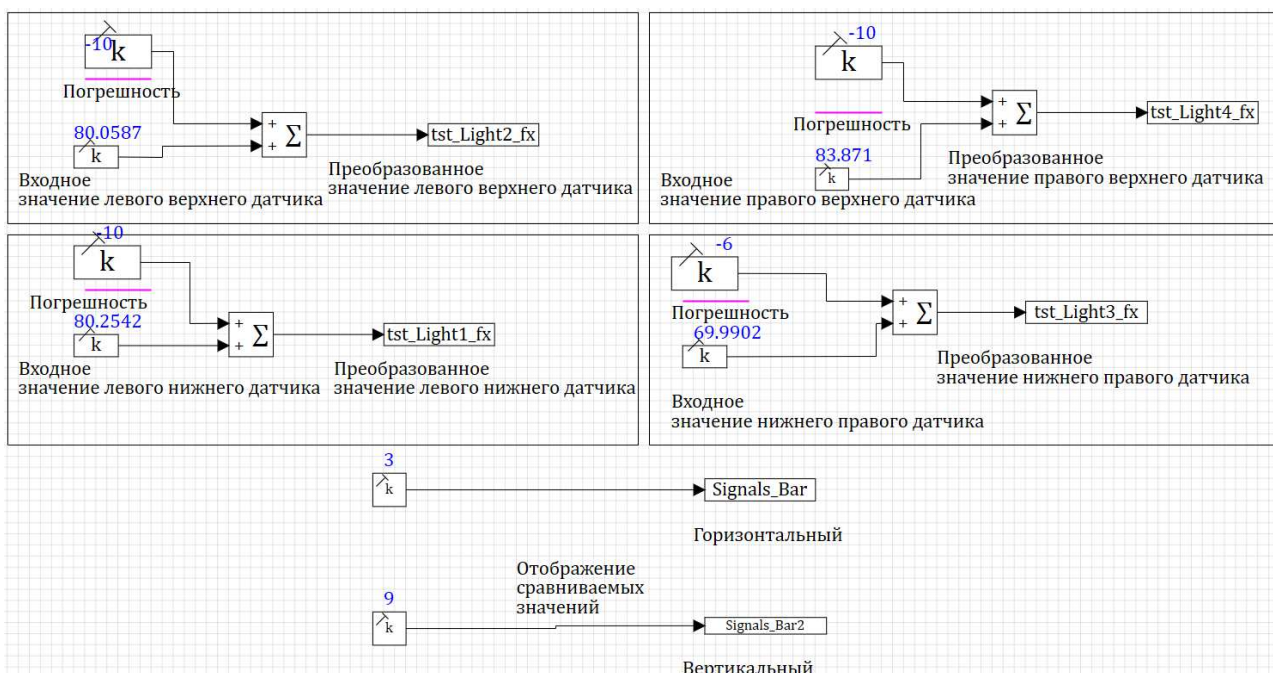 -10
k
Погрешность
80.0587
k
+
+
Σ
tst_Light2_fx
Входное
значение левого верхнего датчика
Преобразованное
значение левого верхнего датчика
-10
k
Погрешность
83.871
k
+
+
Σ
tst_Light4_fx
Входное
значение правого верхнего датчика
Преобразованное
значение правого верхнего датчика
-10
k
Погрешность
80.2542
k
+
+
Σ
tst_Light1_fx
Входное
значение левого нижнего датчика
Преобразованное
значение левого нижнего датчика
-6
k
Погрешность
69.9902
k
+
+
Σ
tst_Light3_fx
Преобразованное
значение нижнего правого датчика
Входное
значение нижнего правого датчика
3
k
Signals_Bar
Горизонтальный
Отображение
сравниваемых
значений
9
k
Signals_Bar2
Вертикальный